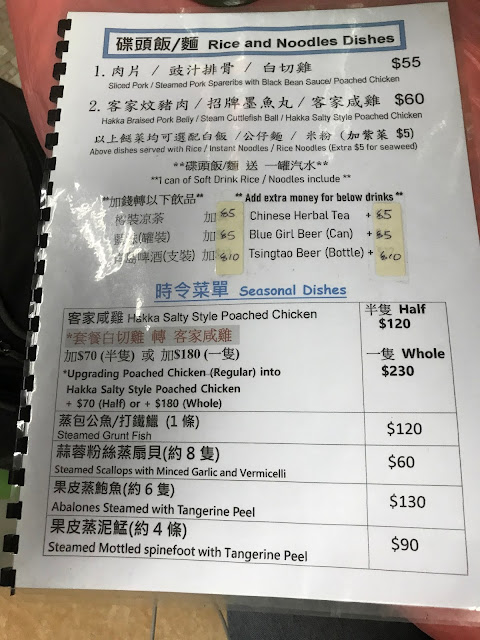 碟頭飯/麵 Rice and Noodles Dishes
1. 肉片 / 豉汁排骨 / 白切雞 $55
Sliced Pork / Steamed Pork Spareribs with Black Bean Sauce/ Poached Chicken
2. 客家炆豬肉 / 招牌墨魚丸 / 客家咸雞 $60
Hakka Braised Pork Belly / Steam Cuttlefish Ball / Hakka Salty Style Poached Chicken
以上餸菜均可選配白飯 /公仔麵 / 米粉 (加紫菜 $5)
Above dishes served with Rice / Instant Noodles / Rice Noodles (Extra $5 for seaweed)
**碟頭飯/麵 送 一罐汽水**
**1 can of Soft Drink Rice / Noodles include **
**加錢轉以下飲品** ** Add extra money for below drinks **
裝凉茶 加 $5 Chinese Herbal Tea + $5
(罐裝) 加 $5 Blue Girl Beer (Can) + $5
島啤酒(支裝) 加 $10 Tsingtao Beer (Bottle) + $10
時令菜單 Seasonal Dishes
客家咸雞 Hakka Salty Style Poached Chicken 半隻 Half $120
*套餐白切雞 轉 客家咸雞
加$70 (半隻) 或 加$180 (一隻) 一隻 Whole
*Upgrading Poached Chicken (Regular) into $230
Hakka Salty Style Poached Chicken
+ $70 (Half) or + $180 (Whole)
蒸包公魚/打鐵鱲 (1 條) $120
Steamed Grunt Fish
蒜蓉粉絲蒸扇貝(約 8 隻) $60
Steamed Scallops with Minced Garlic and Vermicelli
果皮蒸鮑魚(約 6 隻) $130
Abalones Steamed with Tangerine Peel
果皮蒸泥鯭(約 4 條) $90
Steamed Mottled spinefoot with Tangerine Peel